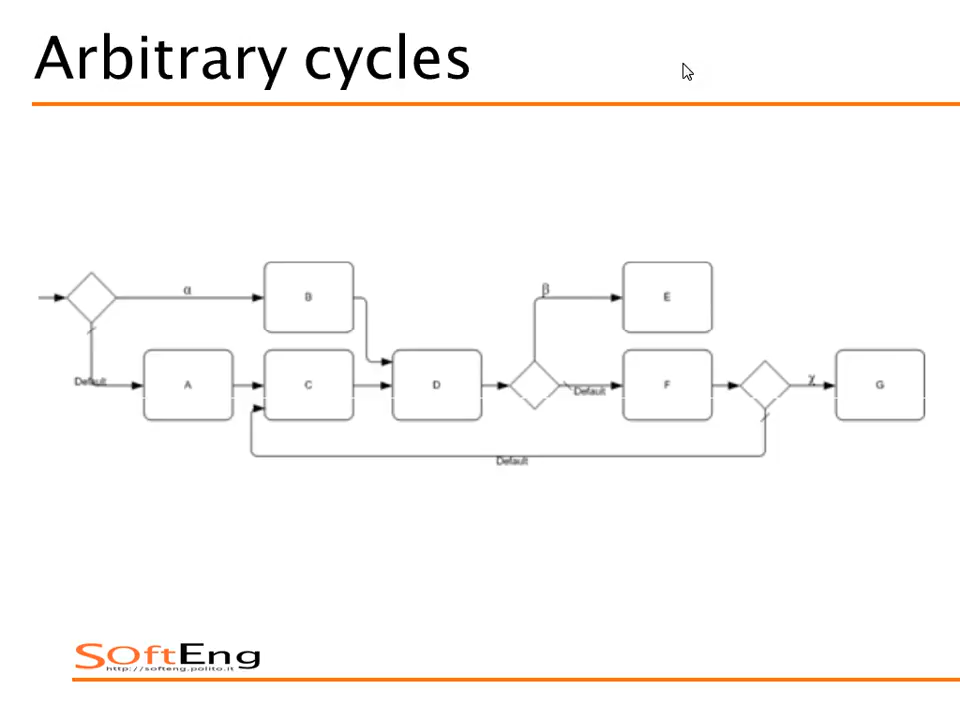 Arbitrary cycles
α
B
β
E
Default
A
C
D
Default
F
χ
G
Default
SoftEng
http://softeng.polito.it